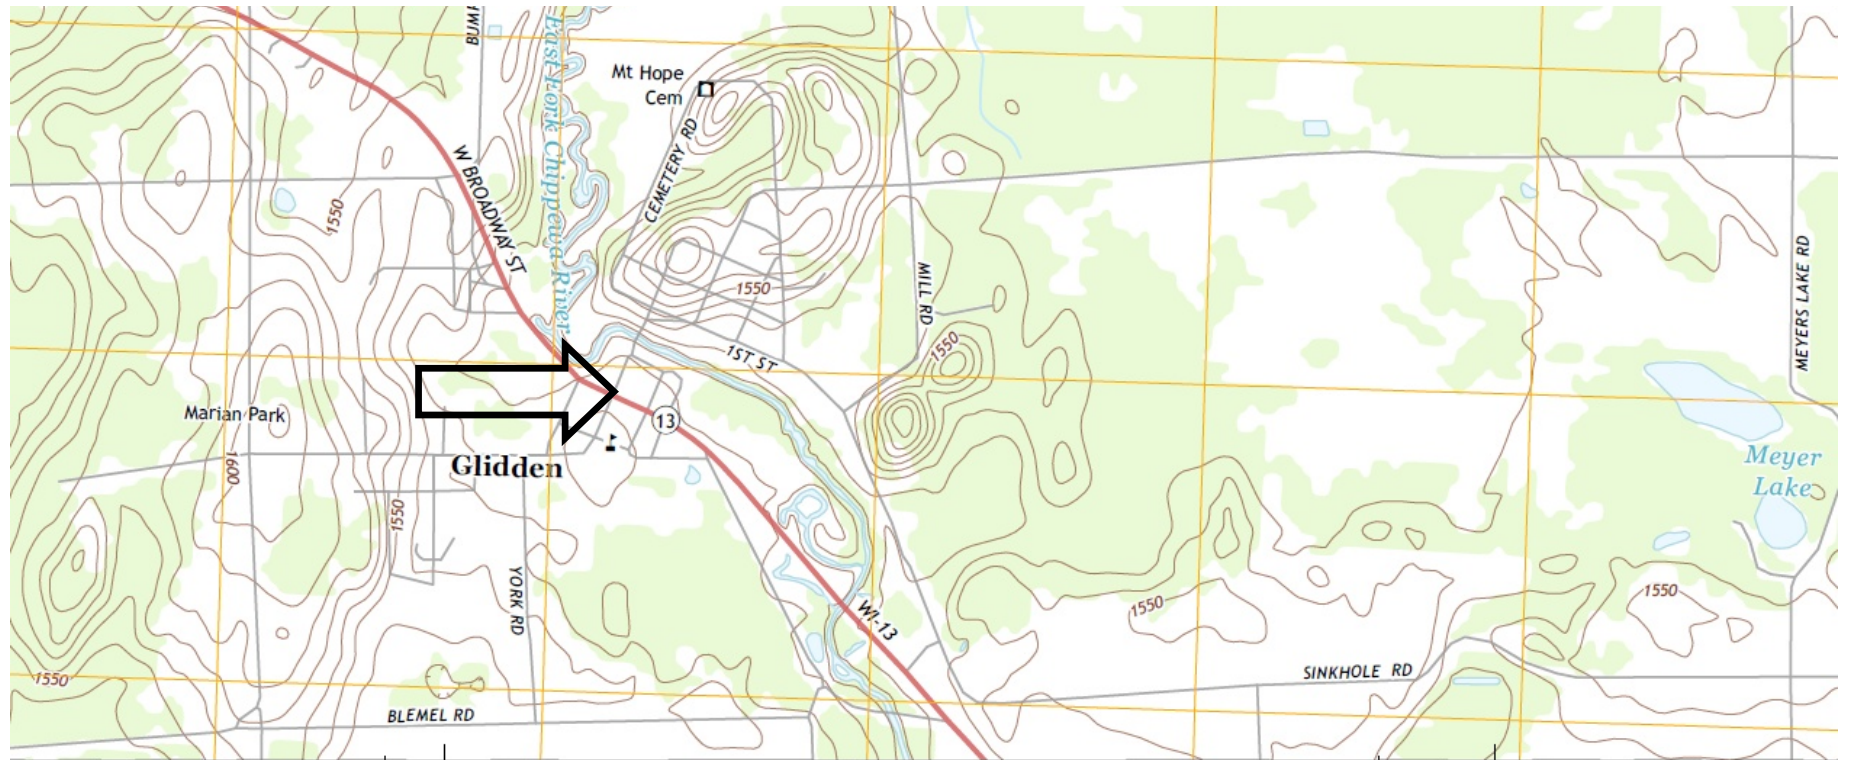 East Fork Chippewa River
Mt Hope
Cem
CEMETERY RD
W BROADWAY ST
1550
1550
MILL RD
1550
MEYERS LAKE RD
1ST ST
Marian Park
13
Glidden
1600
1550
Meyer
Lake
YORK RD
WI-13
1550
1550
1550
SINKHOLE RD
BLEMEL RD